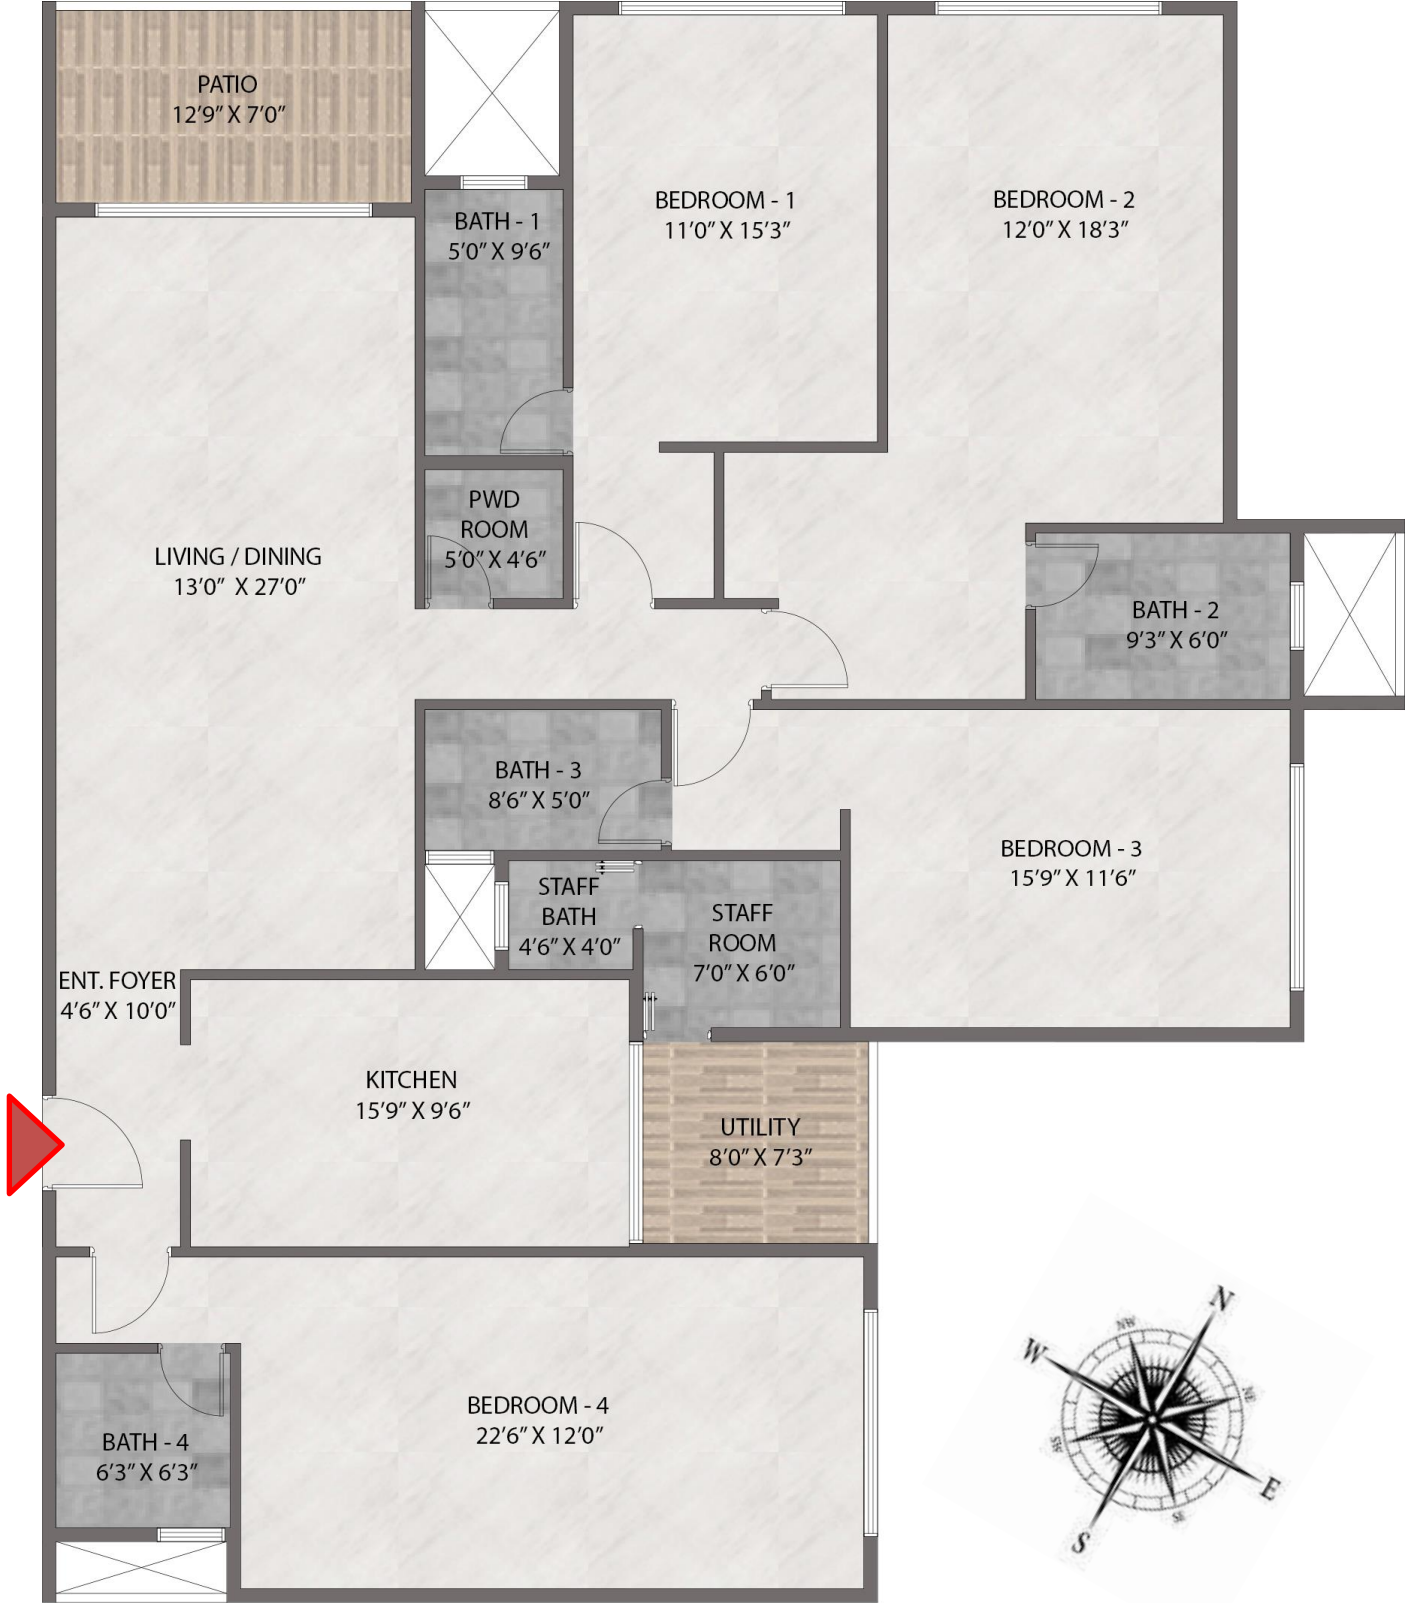 PATIO
12'9" X 7'0"
BATH - 1
5'0" X 9'6"
BEDROOM - 1
11'0" X 15'3"
BEDROOM - 2
12'0" X 18'3"
PWD
ROOM
5'0" X 4'6"
LIVING / DINING
13'0" X 27'0"
BATH - 2
9'3" X 6'0"
BATH - 3
8'6" X 5'0"
BEDROOM - 3
15'9" X 11'6"
STAFF
BATH
4'6" X 4'0"
STAFF
ROOM
7'0" X 6'0"
ENT. FOYER
4'6" X 10'0"
KITCHEN
15'9" X 9'6"
UTILITY
8'0" X 7'3"
BEDROOM - 4
22'6" X 12'0"
BATH - 4
6'3" X 6'3"
N
NW
W
NE
SW
E
SE
S